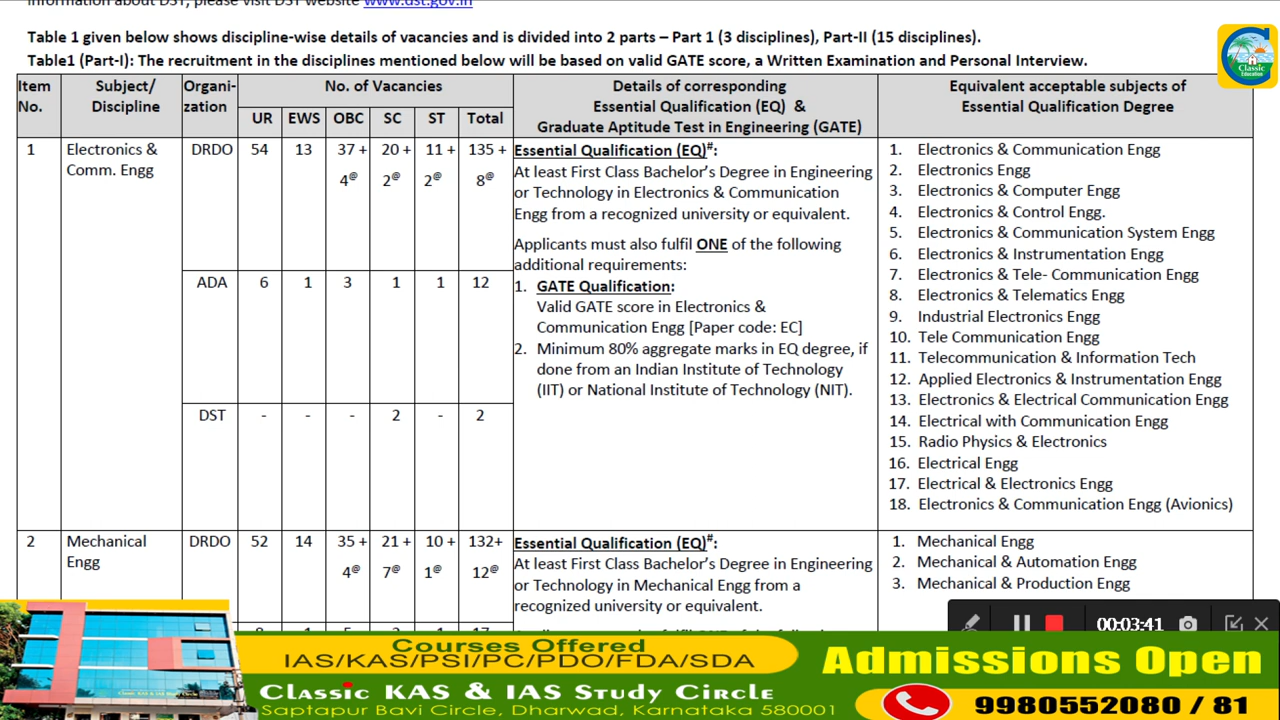 information about DST, please visit DST website www.dst.gov.in
Table 1 given below shows discipline-wise details of vacancies and is divided into 2 parts – Part 1 (3 disciplines), Part-II (15 disciplines).
Table1 (Part-I): The recruitment in the disciplines mentioned below will be based on valid GATE score, a Written Examination and Personal Interview.
Classic
Education
Item No.
Subject/ Discipline
Organi-zation
No. of Vacancies
UR EWS OBC SC ST Total
Details of corresponding
Essential Qualification (EQ) &
Graduate Aptitude Test in Engineering (GATE)
Equivalent acceptable subjects of
Essential Qualification Degree
1
Electronics &
Comm. Engg
DRDO 54 13 37 + 20 + 11 + 135 +
4@ 2@ 2@ 8@
ADA 6 1 3 1 1 12
DST - - - 2 - 2
Essential Qualification (EQ)#:
At least First Class Bachelor's Degree in Engineering
or Technology in Electronics & Communication
Engg from a recognized university or equivalent.
Applicants must also fulfil ONE of the following
additional requirements:
1. GATE Qualification:
Valid GATE score in Electronics &
Communication Engg [Paper code: EC]
2. Minimum 80% aggregate marks in EQ degree, if
done from an Indian Institute of Technology
(IIT) or National Institute of Technology (NIT).
1. Electronics & Communication Engg
2. Electronics Engg
3. Electronics & Computer Engg
4. Electronics & Control Engg.
5. Electronics & Communication System Engg
6. Electronics & Instrumentation Engg
7. Electronics & Tele- Communication Engg
8. Electronics & Telematics Engg
9. Industrial Electronics Engg
10. Tele Communication Engg
11. Telecommunication & Information Tech
12. Applied Electronics & Instrumentation Engg
13. Electronics & Electrical Communication Engg
14. Electrical with Communication Engg
15. Radio Physics & Electronics
16. Electrical Engg
17. Electrical & Electronics Engg
18. Electronics & Communication Engg (Avionics)
2
Mechanical
Engg
DRDO 52 14 35 + 21 + 10 + 132+
4@ 7@ 1@ 12@
Essential Qualification (EQ)#:
At least First Class Bachelor's Degree in Engineering
or Technology in Mechanical Engg from a
recognized university or equivalent.
1. Mechanical Engg
2. Mechanical & Automation Engg
3. Mechanical & Production Engg
00:03:41
Courses Offered
IAS/KAS/PSI/PC/PDO/FDA/SDA
Classic KAS & IAS Study Circle
Saptapur Bavi Circle, Dharwad, Karnataka 580001
Admissions Open
9980552080 / 81